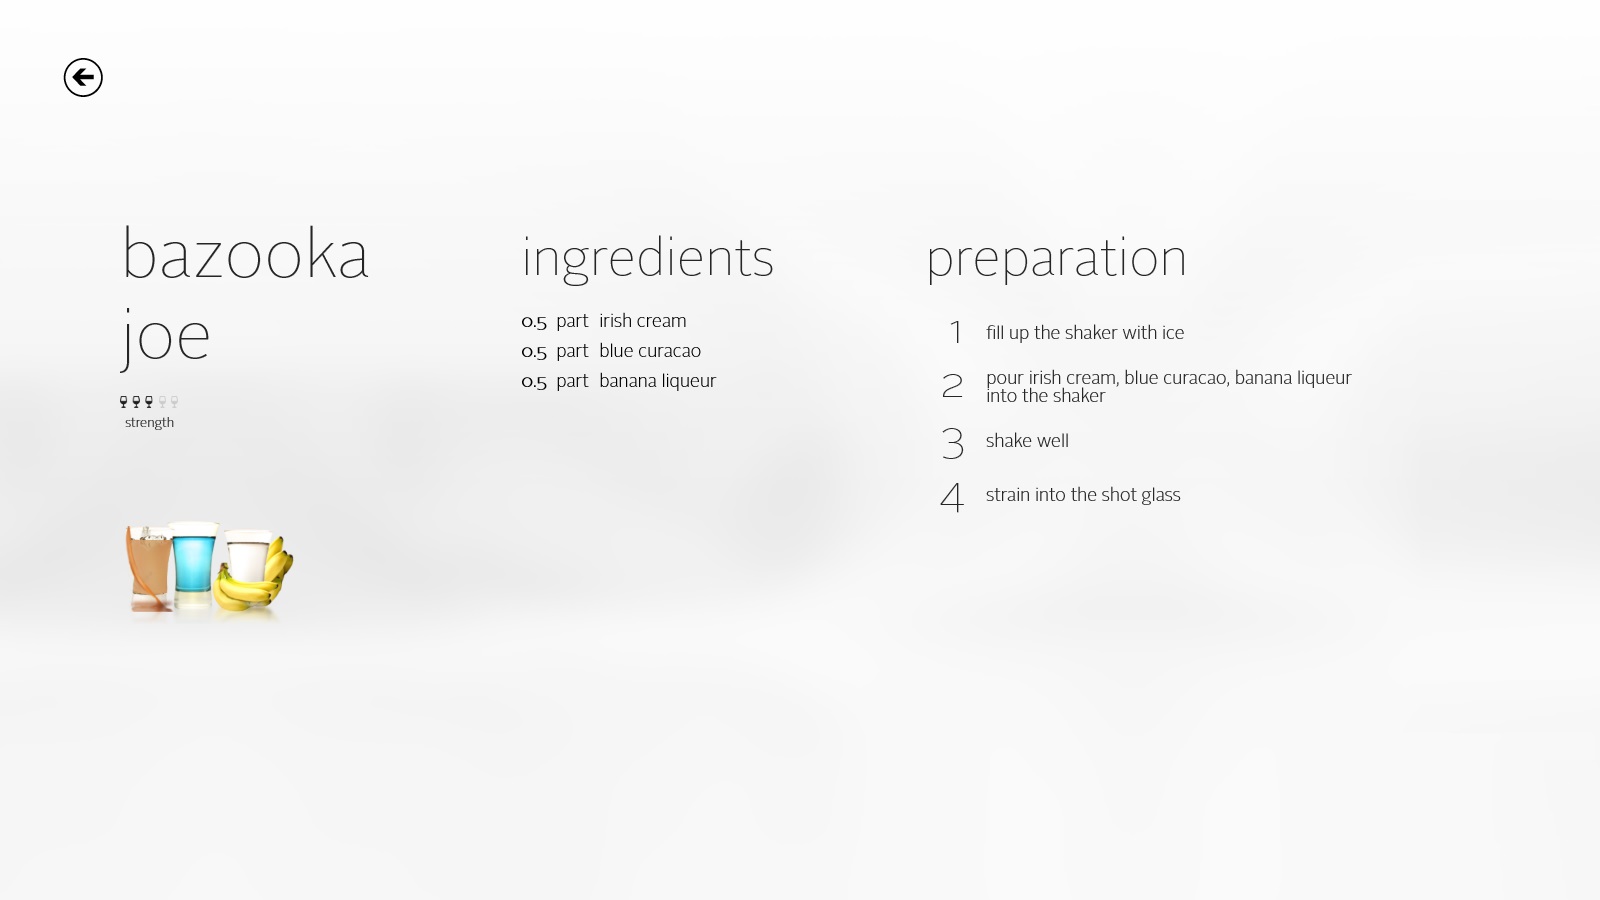 bazooka
joe
strength
ingredients
0.5 part irish cream
0.5 part blue curacao
0.5 part banana liqueur
preparation
1 fill up the shaker with ice
2 pour irish cream, blue curacao, banana liqueur
into the shaker
3 shake well
4 strain into the shot glass